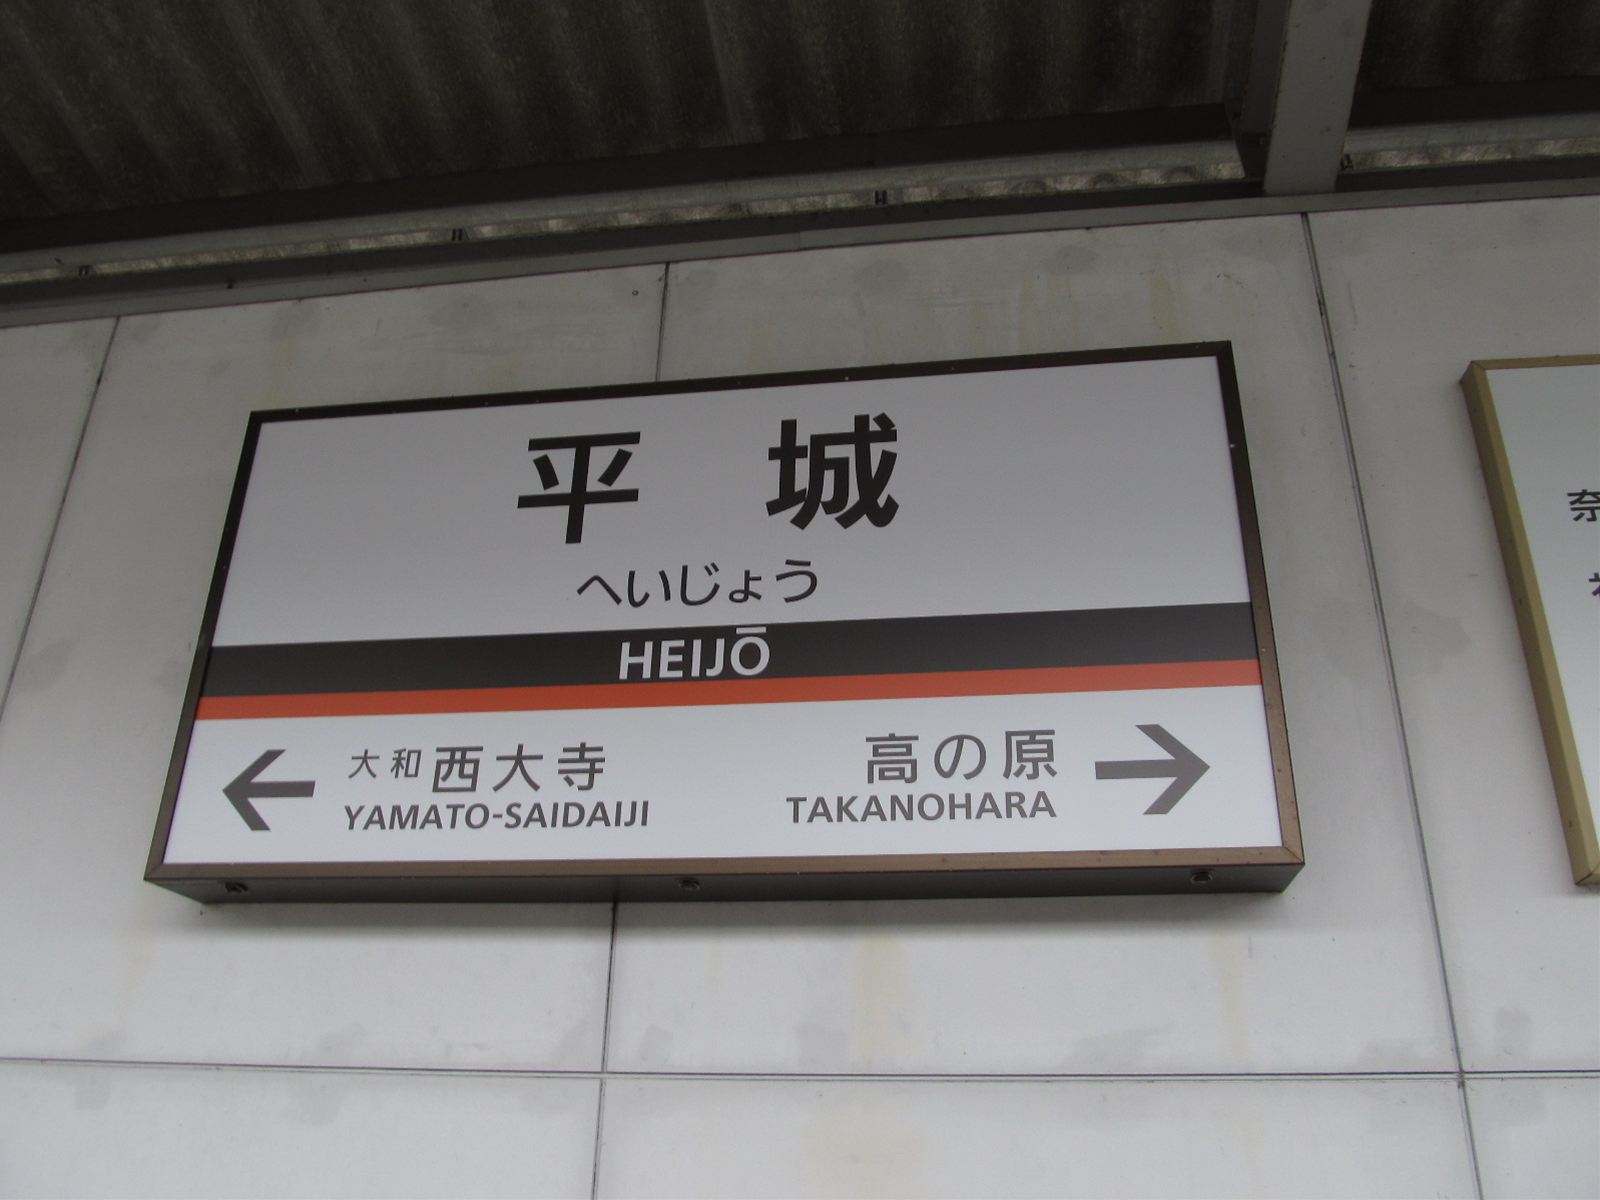 平城
へいじょう
HEIJŌ
大和西大寺
YAMATO-SAIDAIJI
高の原
TAKANOHARA